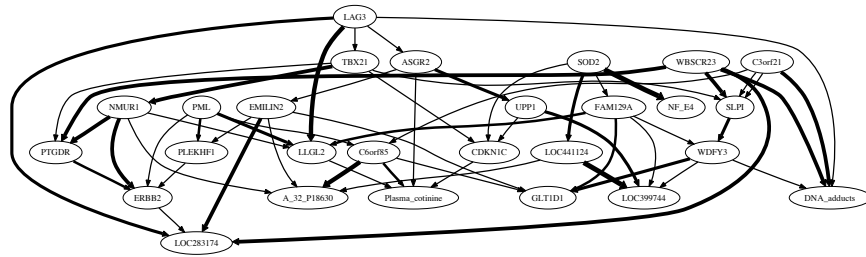 LAG3
TBX21 ASGR2 SOD2 WBSCR23 C3orf21
NMUR1 PML EMILIN2 UPP1 FAM129A NF_E4 SLPI
PTGDR PLEKHF1 LLGL2 C6orf85 CDKN1C LOC441124 WDFY3
ERBB2 A_32_P18630 Plasma_cotinine GLT1D1 LOC399744 DNA_adducts
LOC283174